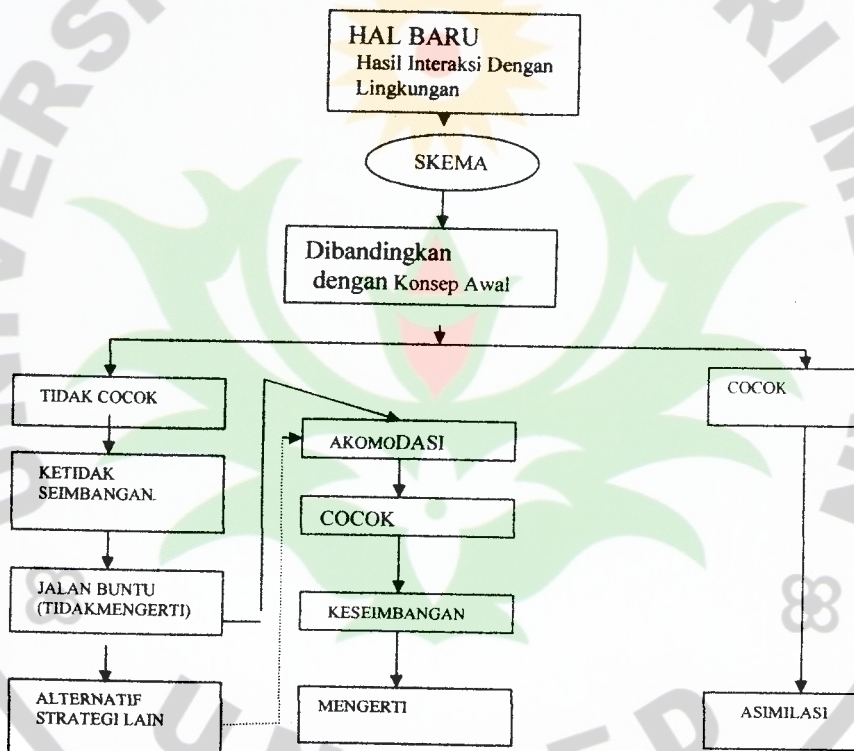 HAL BARU
Hasil Interaksi Dengan
Lingkungan
SKEMA
Dibandingkan
dengan Konsep Awal
TIDAK COCOK
COCOK
AKOMODASI
KETIDAK
SEIMBANGAN.
COCOK
JALAN BUNTU
(TIDAKMENGERTI)
KESEIMBANGAN
ALTERNATIF
STRATEGI LAIN
MENGERTI
ASIMILASI